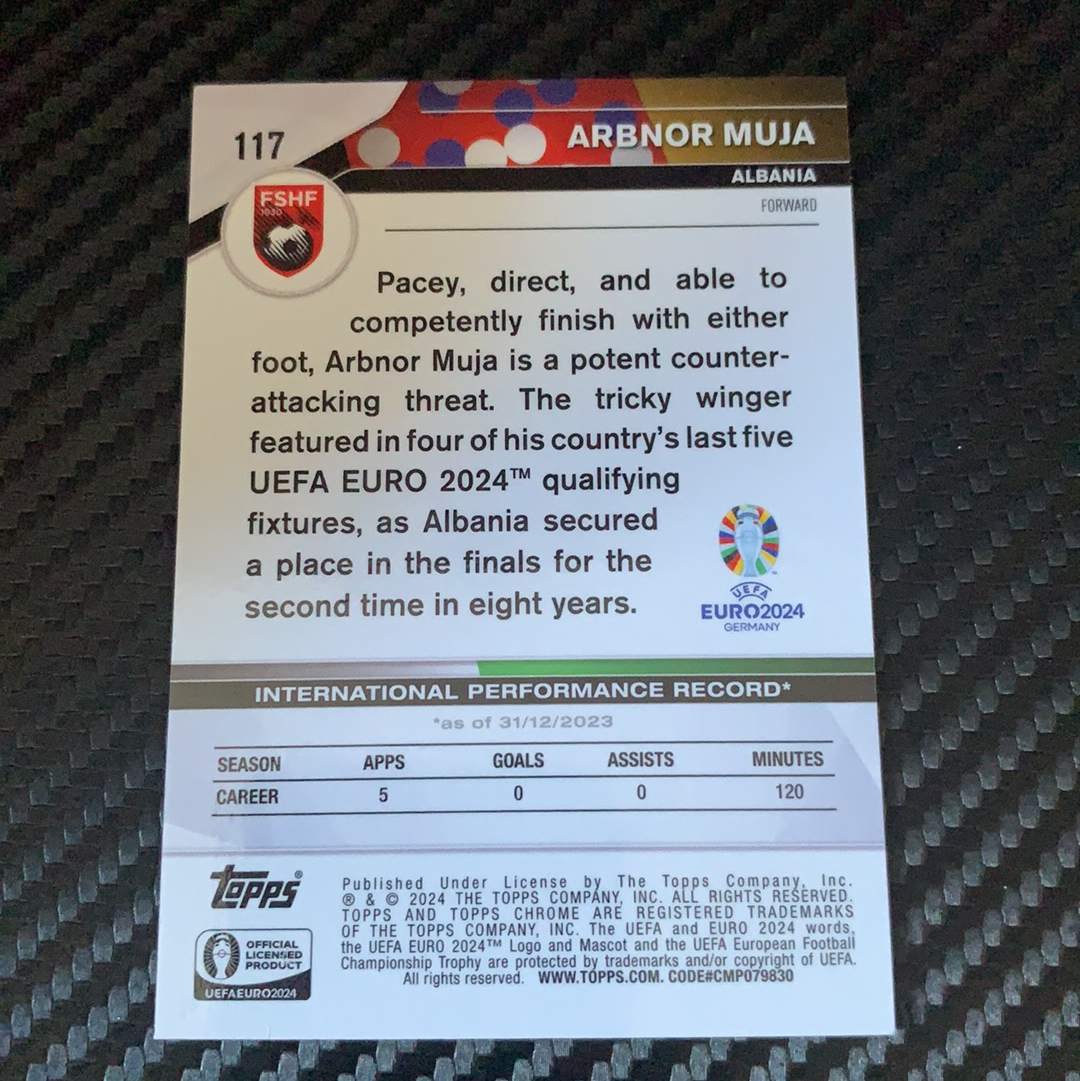 117
ARBNOR MUJA
ALBANIA
FORWARD
FSHF
1930
Pacey, direct, and able to
competently finish with either
foot, Arbnor Muja is a potent counter-
attacking threat. The tricky winger
featured in four of his country's last five
UEFA EURO 2024™ qualifying
fixtures, as Albania secured
a place in the finals for the
second time in eight years.
UEFA
EURO2024
GERMANY
INTERNATIONAL PERFORMANCE RECORD*
*as of 31/12/2023
SEASON APPS GOALS ASSISTS MINUTES
CAREER 5 0 0 120
Topps®
Published Under License by The Topps Company, Inc.
® & © 2024 THE TOPPS COMPANY, INC. ALL RIGHTS RESERVED.
TOPPS AND TOPPS CHROME ARE REGISTERED TRADEMARKS
OF THE TOPPS COMPANY, INC. The UEFA and EURO 2024 words,
the UEFA EURO 2024™ Logo and Mascot and the UEFA European Football
Championship Trophy are protected by trademarks and/or copyright of UEFA.
All rights reserved. WWW.TOPPS.COM. CODE#CMP079830
OFFICIAL
LICENSED
PRODUCT
UEFAEURO2024